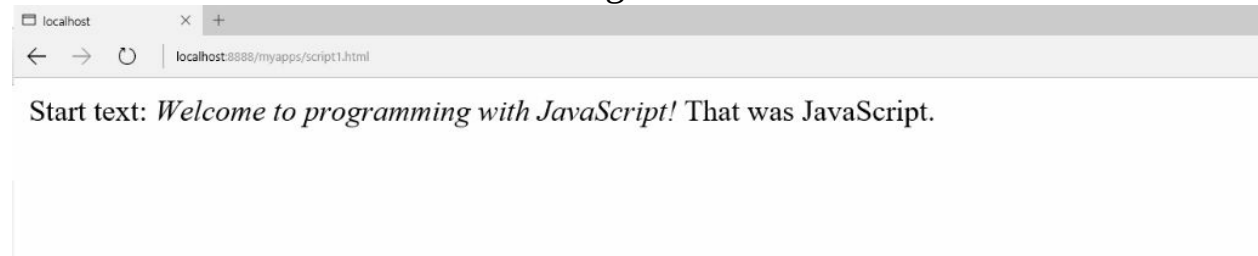 localhost
localhost:8888/myapps/script1.html
Start text: Welcome to programming with JavaScript! That was JavaScript.